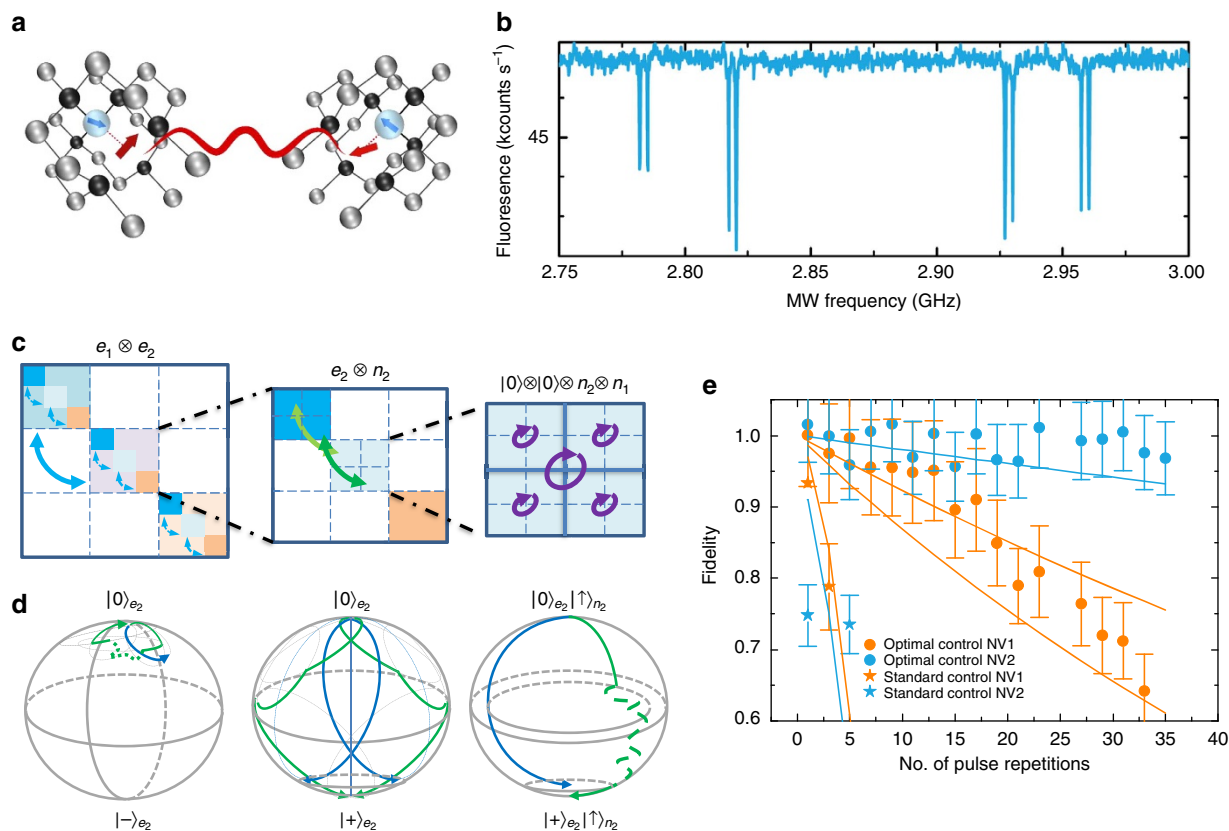 a
b
Fluoresence (kcounts s⁻¹)
45
2.75 2.80 2.85 2.90 2.95 3.00
MW frequency (GHz)
c
e₁ ⊗ e₂
e₂ ⊗ n₂
|0⟩⊗|0⟩⊗ n₂ ⊗ n₁
d
|0⟩e₂
|0⟩e₂
|0⟩e₂|↑⟩n₂
|−⟩e₂
|+⟩e₂
|+⟩e₂|↑⟩n₂
e
Fidelity
1.0
0.9
0.8
0.7
0.6
Optimal control NV1
Optimal control NV2
Standard control NV1
Standard control NV2
0 5 10 15 20 25 30 35 40
No. of pulse repetitions